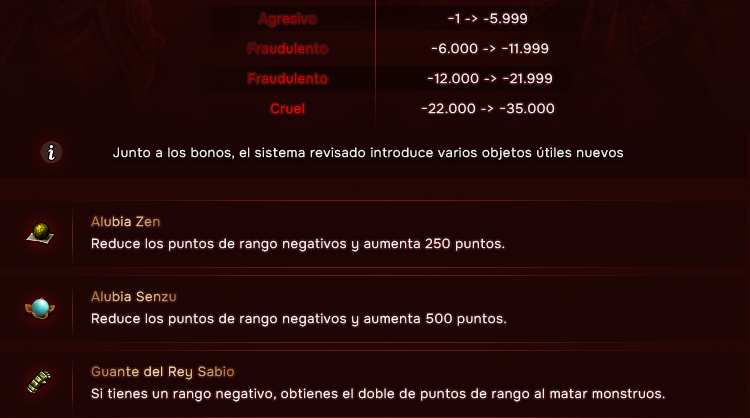 Agresivo -1 -> -5.999
Fraudulento -6.000 -> -11.999
Fraudulento -12.000 -> -21.999
Cruel -22.000 -> -35.000
i Junto a los bonos, el sistema revisado introduce varios objetos útiles nuevos
Alubia Zen
Reduce los puntos de rango negativos y aumenta 250 puntos.
Alubia Senzu
Reduce los puntos de rango negativos y aumenta 500 puntos.
Guante del Rey Sabio
Si tienes un rango negativo, obtienes el doble de puntos de rango al matar monstruos.